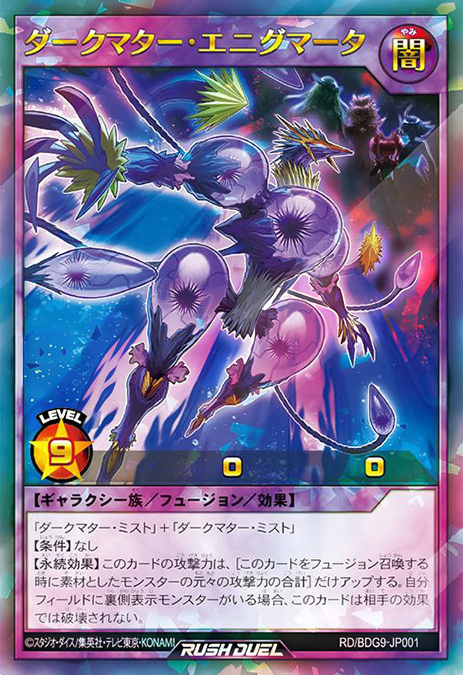 ダークマター・エニグマータ
やみ
闇
LEVEL
9
0 0
【ギャラクシー族／フュージョン／効果】
「ダークマター・ミスト」+「ダークマター・ミスト」
【条件】なし
【永続効果】このカードの攻撃力は、［このカードをフュージョン召喚する
時に素材としたモンスターの元々の攻撃力の合計］だけアップする。自分
フィールドに裏側表示モンスターがいる場合、このカードは相手の効果
では破壊されない。
©スタジオ・ダイス/集英社・テレビ東京・KONAMI
RUSH DUEL
RD/BDG9-JP001